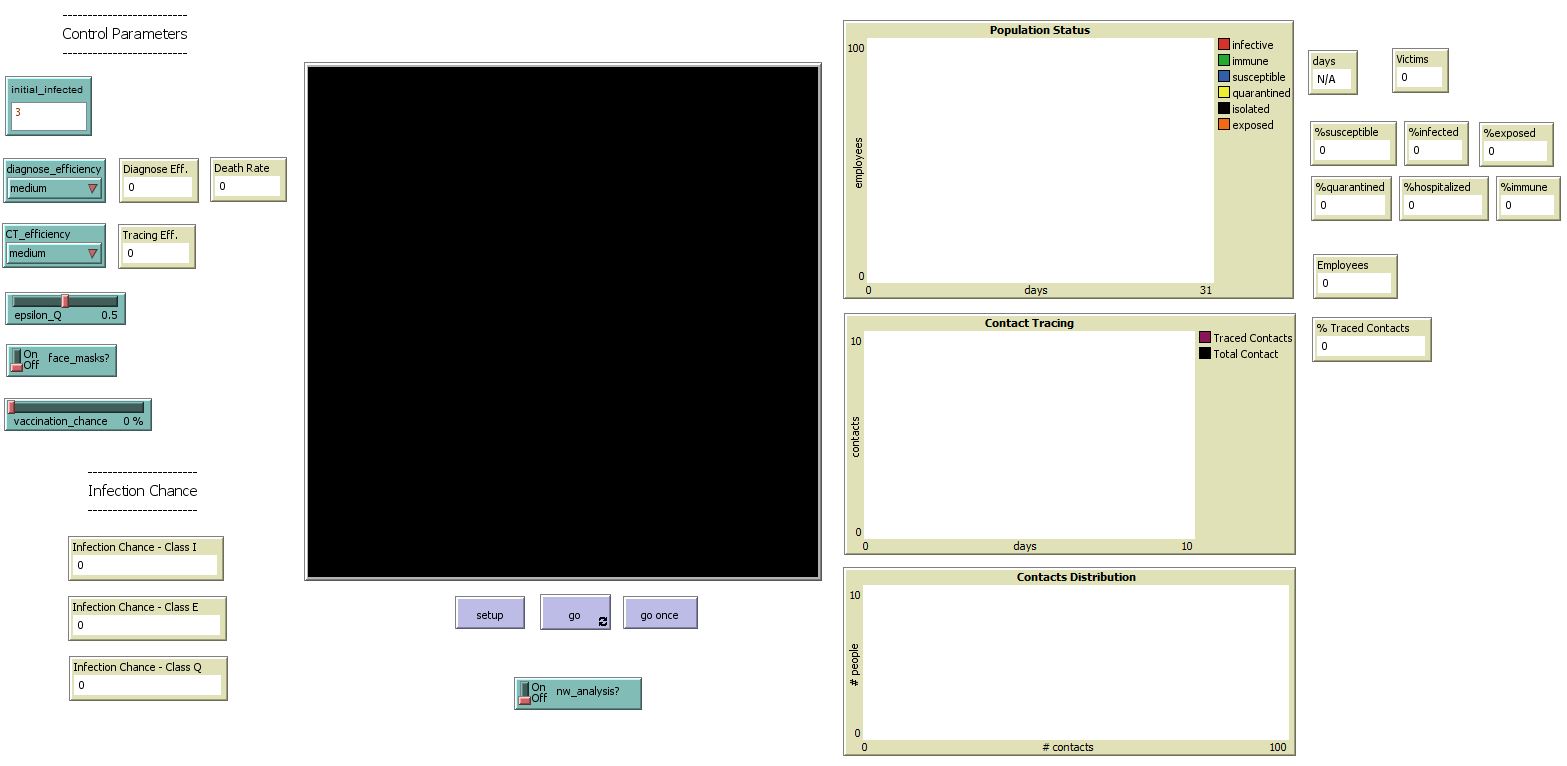 ------------------------
Control Parameters
------------------------
initial_infected
3
diagnose_efficiency
medium
Diagnose Eff.
0
Death Rate
0
CT_efficiency
medium
Tracing Eff.
0
epsilon_Q 0.5
On
Off
face_masks?
vaccination_chance 0 %
---------------------
Infection Chance
---------------------
Infection Chance - Class I
0
Infection Chance - Class E
0
Infection Chance - Class Q
0
setup
go
go once
On
Off
nw_analysis?
Population Status
100
employees
0
0 days 31
infective
immune
susceptible
quarantined
isolated
exposed
Contact Tracing
10
contacts
0
0 days 10
Traced Contacts
Total Contact
Contacts Distribution
10
# people
0
0 # contacts 100
days
N/A
Victims
0
%susceptible
0
%infected
0
%exposed
0
%quarantined
0
%hospitalized
0
%immune
0
Employees
0
% Traced Contacts
0